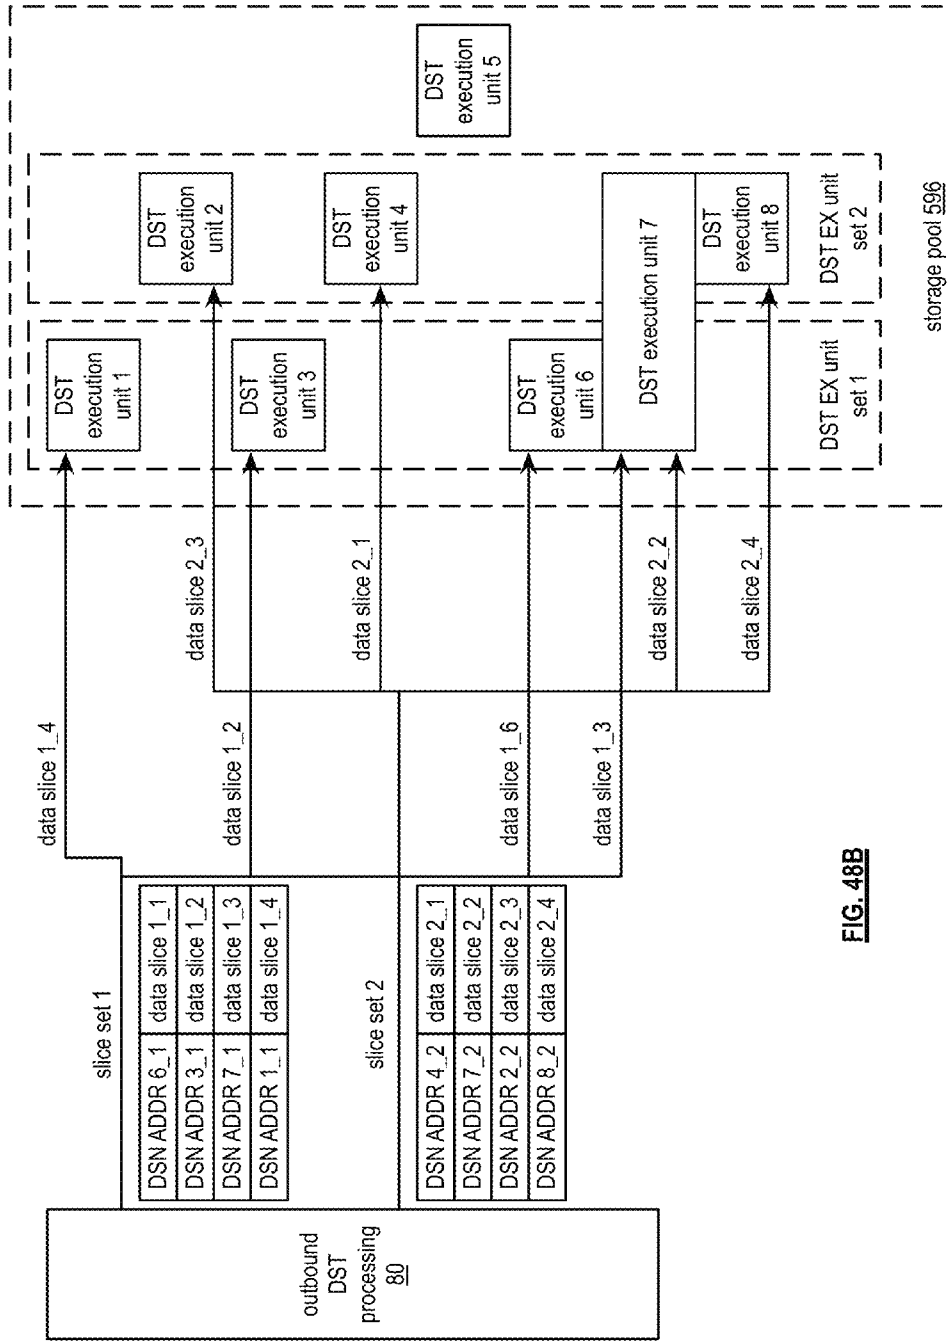 outbound
DST
processing
80
slice set 1
DSN ADDR 6_1 data slice 1_1
DSN ADDR 3_1 data slice 1_2
DSN ADDR 7_1 data slice 1_3
DSN ADDR 1_1 data slice 1_4
slice set 2
DSN ADDR 4_2 data slice 2_1
DSN ADDR 7_2 data slice 2_2
DSN ADDR 2_2 data slice 2_3
DSN ADDR 8_2 data slice 2_4
data slice 1_4
data slice 1_2
data slice 1_6
data slice 1_3
data slice 2_3
data slice 2_1
data slice 2_2
data slice 2_4
DST
execution
unit 1
DST
execution
unit 3
DST
execution
unit 6
DST execution unit 7
DST EX unit
set 1
DST
execution
unit 2
DST
execution
unit 4
DST
execution
unit 8
DST EX unit
set 2
DST
execution
unit 5
storage pool 596
FIG. 48B